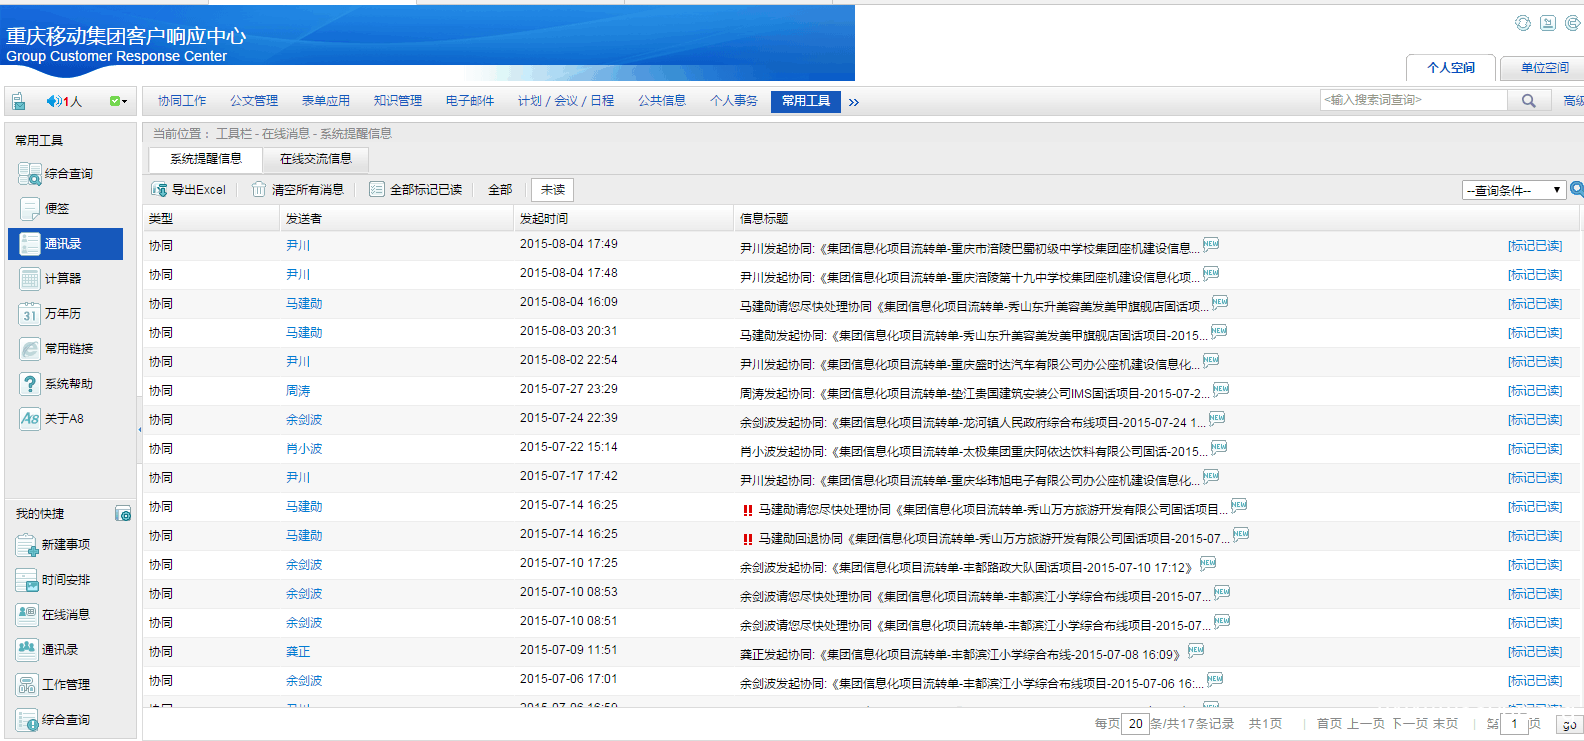 重庆移动集团客户响应中心
Group Customer Response Center
个人空间 单位空间
1人
协同工作 公文管理 表单应用 知识管理 电子邮件 计划 / 会议 / 日程 公共信息 个人事务 常用工具 »
<输入搜索词查询> 高级
常用工具
综合查询
便签
通讯录
计算器
31 万年历
常用链接
系统帮助
A8 关于A8
我的快捷
新建事项
时间安排
在线消息
通讯录
工作管理
综合查询
当前位置： 工具栏 - 在线消息 - 系统提醒信息
系统提醒信息 在线交流信息
导出Excel 清空所有消息 全部标记已读 全部 未读 --查询条件--
类型 发送者 发起时间 信息标题
协同 尹川 2015-08-04 17:49 尹川发起协同:《集团信息化项目流转单-重庆市涪陵巴蜀初级中学校集团座机建设信息... NEW [标记已读]
协同 尹川 2015-08-04 17:48 尹川发起协同:《集团信息化项目流转单-重庆涪陵第十九中学校集团座机建设信息化项... NEW [标记已读]
协同 马建勋 2015-08-04 16:09 马建勋请您尽快处理协同《集团信息化项目流转单-秀山东升美容美发美甲旗舰店固话项... NEW [标记已读]
协同 马建勋 2015-08-03 20:31 马建勋发起协同:《集团信息化项目流转单-秀山东升美容美发美甲旗舰店固话项目-2015... NEW [标记已读]
协同 尹川 2015-08-02 22:54 尹川发起协同:《集团信息化项目流转单-重庆盛时达汽车有限公司办公座机建设信息化... NEW [标记已读]
协同 周涛 2015-07-27 23:29 周涛发起协同:《集团信息化项目流转单-垫江贵国建筑安装公司IMS固话项目-2015-07-2... NEW [标记已读]
协同 余剑波 2015-07-24 22:39 余剑波发起协同:《集团信息化项目流转单-龙河镇人民政府综合布线项目-2015-07-24 1... NEW [标记已读]
协同 肖小波 2015-07-22 15:14 肖小波发起协同:《集团信息化项目流转单-太极集团重庆阿依达饮料有限公司固话-2015... NEW [标记已读]
协同 尹川 2015-07-17 17:42 尹川发起协同:《集团信息化项目流转单-重庆华玮旭电子有限公司办公座机建设信息化... NEW [标记已读]
协同 马建勋 2015-07-14 16:25 !! 马建勋请您尽快处理协同《集团信息化项目流转单-秀山万方旅游开发有限公司固话项目... NEW [标记已读]
协同 马建勋 2015-07-14 16:25 !! 马建勋回退协同《集团信息化项目流转单-秀山万方旅游开发有限公司固话项目-2015-07... NEW [标记已读]
协同 余剑波 2015-07-10 17:25 余剑波发起协同:《集团信息化项目流转单-丰都路政大队固话项目-2015-07-10 17:12》 NEW [标记已读]
协同 余剑波 2015-07-10 08:53 余剑波请您尽快处理协同《集团信息化项目流转单-丰都滨江小学综合布线项目-2015-07... NEW [标记已读]
协同 余剑波 2015-07-10 08:51 余剑波请您尽快处理协同《集团信息化项目流转单-丰都滨江小学综合布线项目-2015-07... NEW [标记已读]
协同 龚正 2015-07-09 11:51 龚正发起协同:《集团信息化项目流转单-丰都滨江小学综合布线-2015-07-08 16:09》 NEW [标记已读]
协同 余剑波 2015-07-06 17:01 余剑波发起协同:《集团信息化项目流转单-丰都滨江小学综合布线项目-2015-07-06 16:... NEW [标记已读]
协同 尹川 2015-07-06 16:59
每页 20 条/共17条记录 共1页 首页 上一页 下一页 末页 第 1 页 go